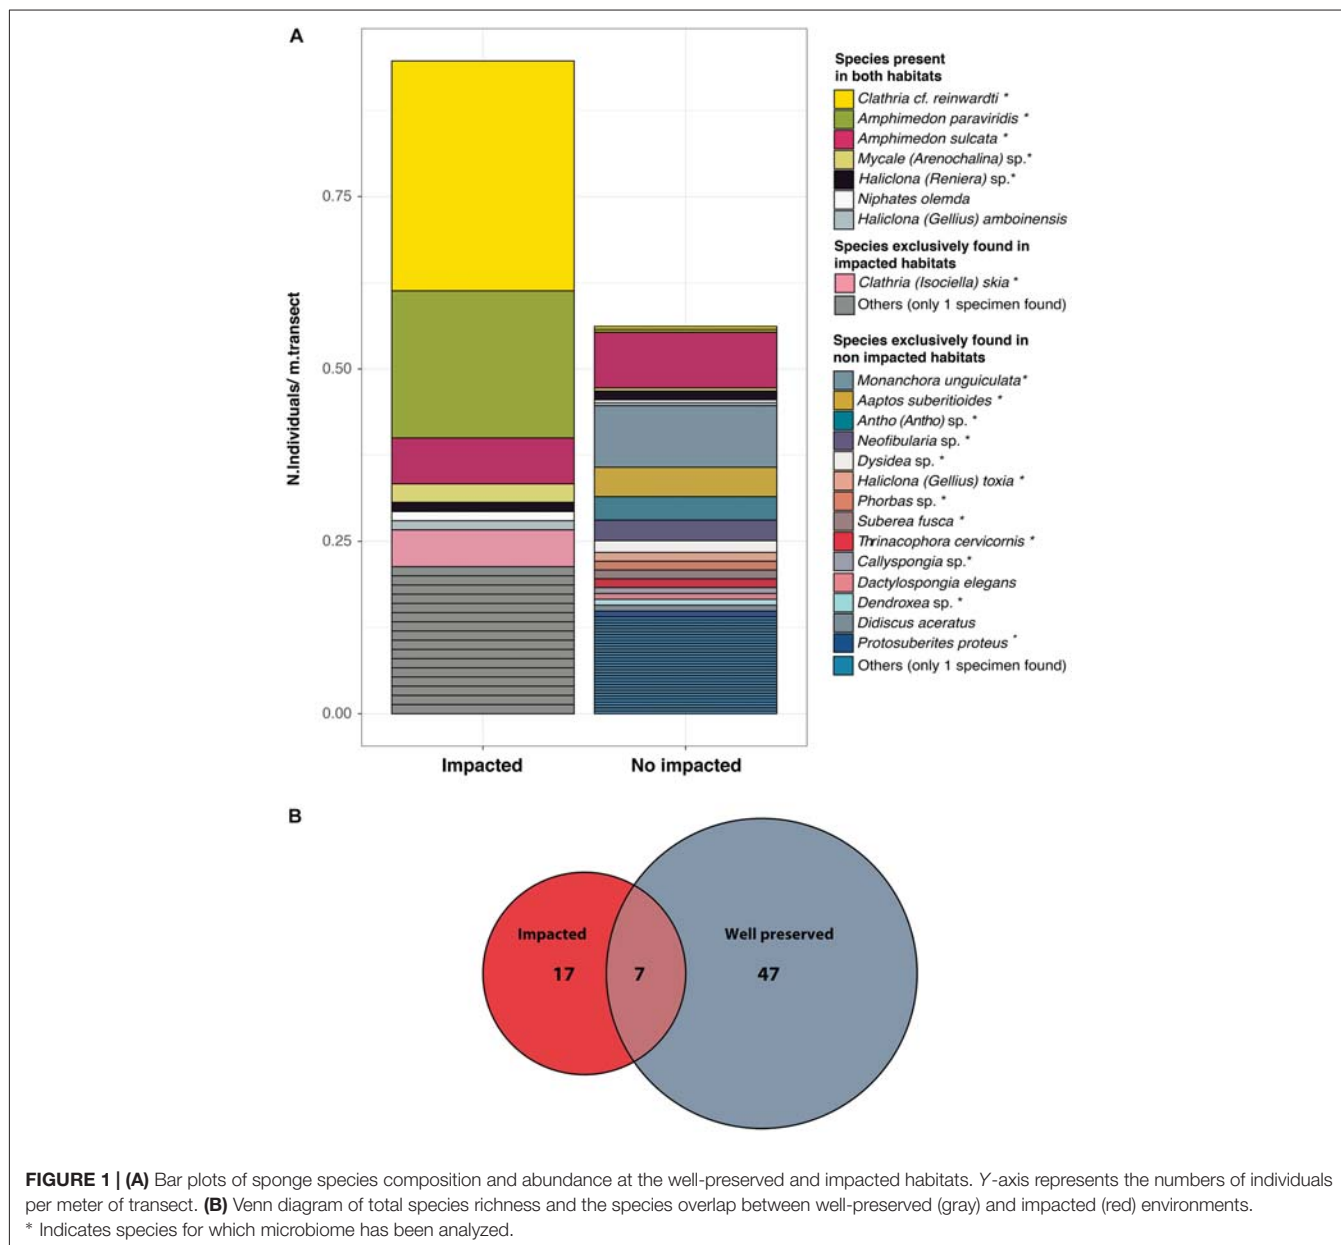 A
Species present
in both habitats
Clathria cf. reinwardti *
Amphimedon paraviridis *
Amphimedon sulcata *
Mycale (Arenochalina) sp.*
Haliclona (Reniera) sp.*
Niphates olemda
Haliclona (Gellius) amboinensis
Species exclusively found in
impacted habitats
Clathria (Isociella) skia *
Others (only 1 specimen found)
Species exclusively found in
non impacted habitats
Monanchora unguiculata*
Aaptos suberitioides *
Antho (Antho) sp. *
Neofibularia sp. *
Dysidea sp. *
Haliclona (Gellius) toxia *
Phorbas sp. *
Suberea fusca *
Thrinacophora cervicornis *
Callyspongia sp.*
Dactylospongia elegans
Dendroxea sp. *
Didiscus aceratus
Protosuberites proteus *
Others (only 1 specimen found)
N.Individuals/ m.transect
0.75
0.50
0.25
0.00
Impacted
No impacted
B
Impacted
Well preserved
17
7
47
FIGURE 1 | (A) Bar plots of sponge species composition and abundance at the well-preserved and impacted habitats. Y-axis represents the numbers of individuals
per meter of transect. (B) Venn diagram of total species richness and the species overlap between well-preserved (gray) and impacted (red) environments.
* Indicates species for which microbiome has been analyzed.